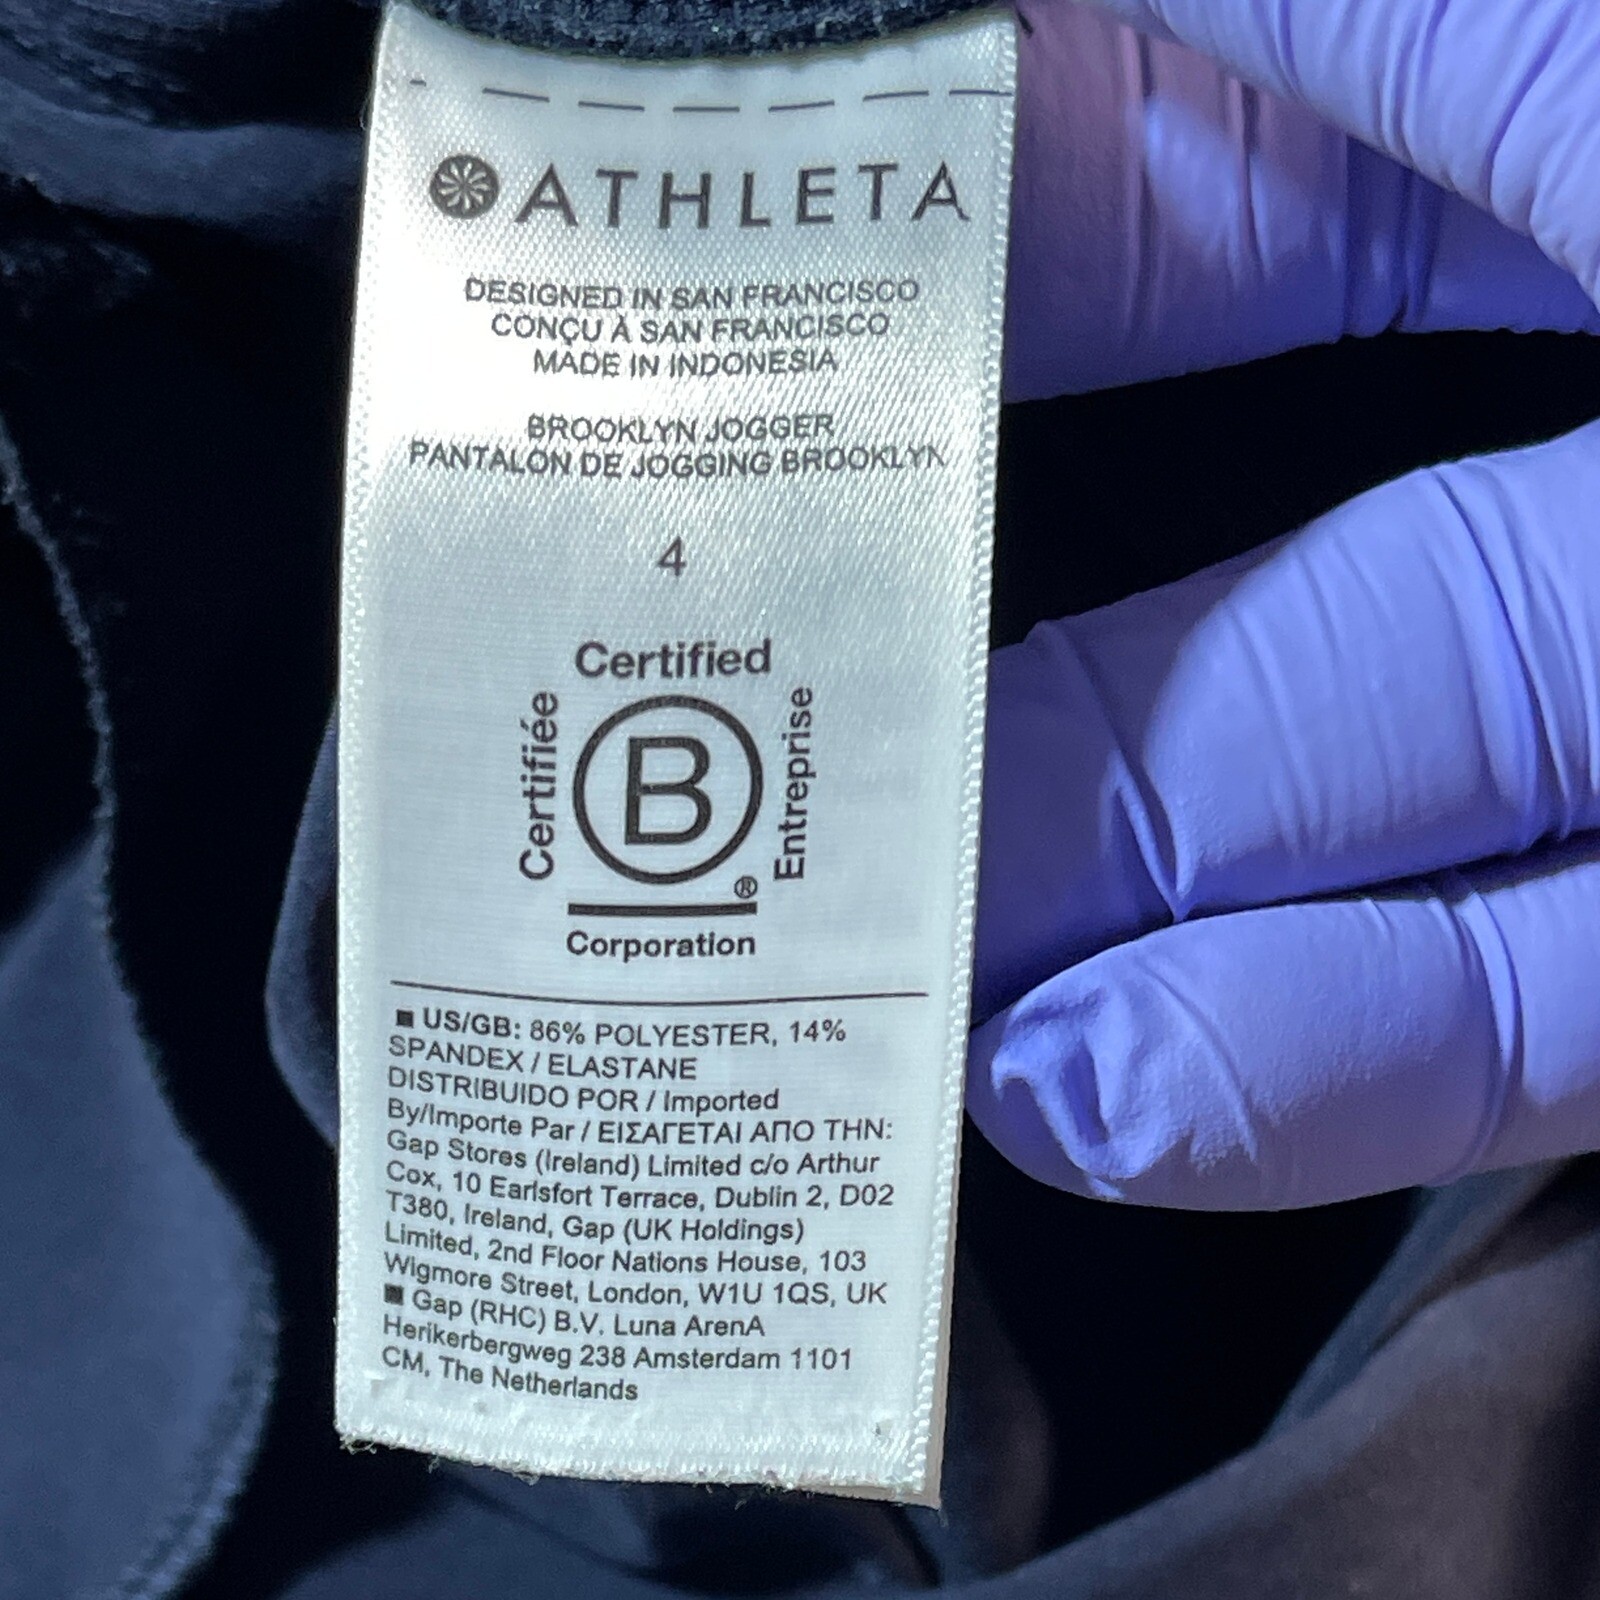 ATHLETA
DESIGNED IN SAN FRANCISCO
CONÇU À SAN FRANCISCO
MADE IN INDONESIA
BROOKLYN JOGGER
PANTALON DE JOGGING BROOKLYN
4
Certified
Certifiée
B
Entreprise
®
Corporation
■ US/GB: 86% POLYESTER, 14%
SPANDEX / ELASTANE
DISTRIBUIDO POR / Imported
By/Importe Par / ΕΙΣΑΓΕΤΑΙ ΑΠΟ ΤΗΝ:
Gap Stores (Ireland) Limited c/o Arthur
Cox, 10 Earlsfort Terrace, Dublin 2, D02
T380, Ireland, Gap (UK Holdings)
Limited, 2nd Floor Nations House, 103
Wigmore Street, London, W1U 1QS, UK
■ Gap (RHC) B.V. Luna ArenA
Herikerbergweg 238 Amsterdam 1101
CM, The Netherlands